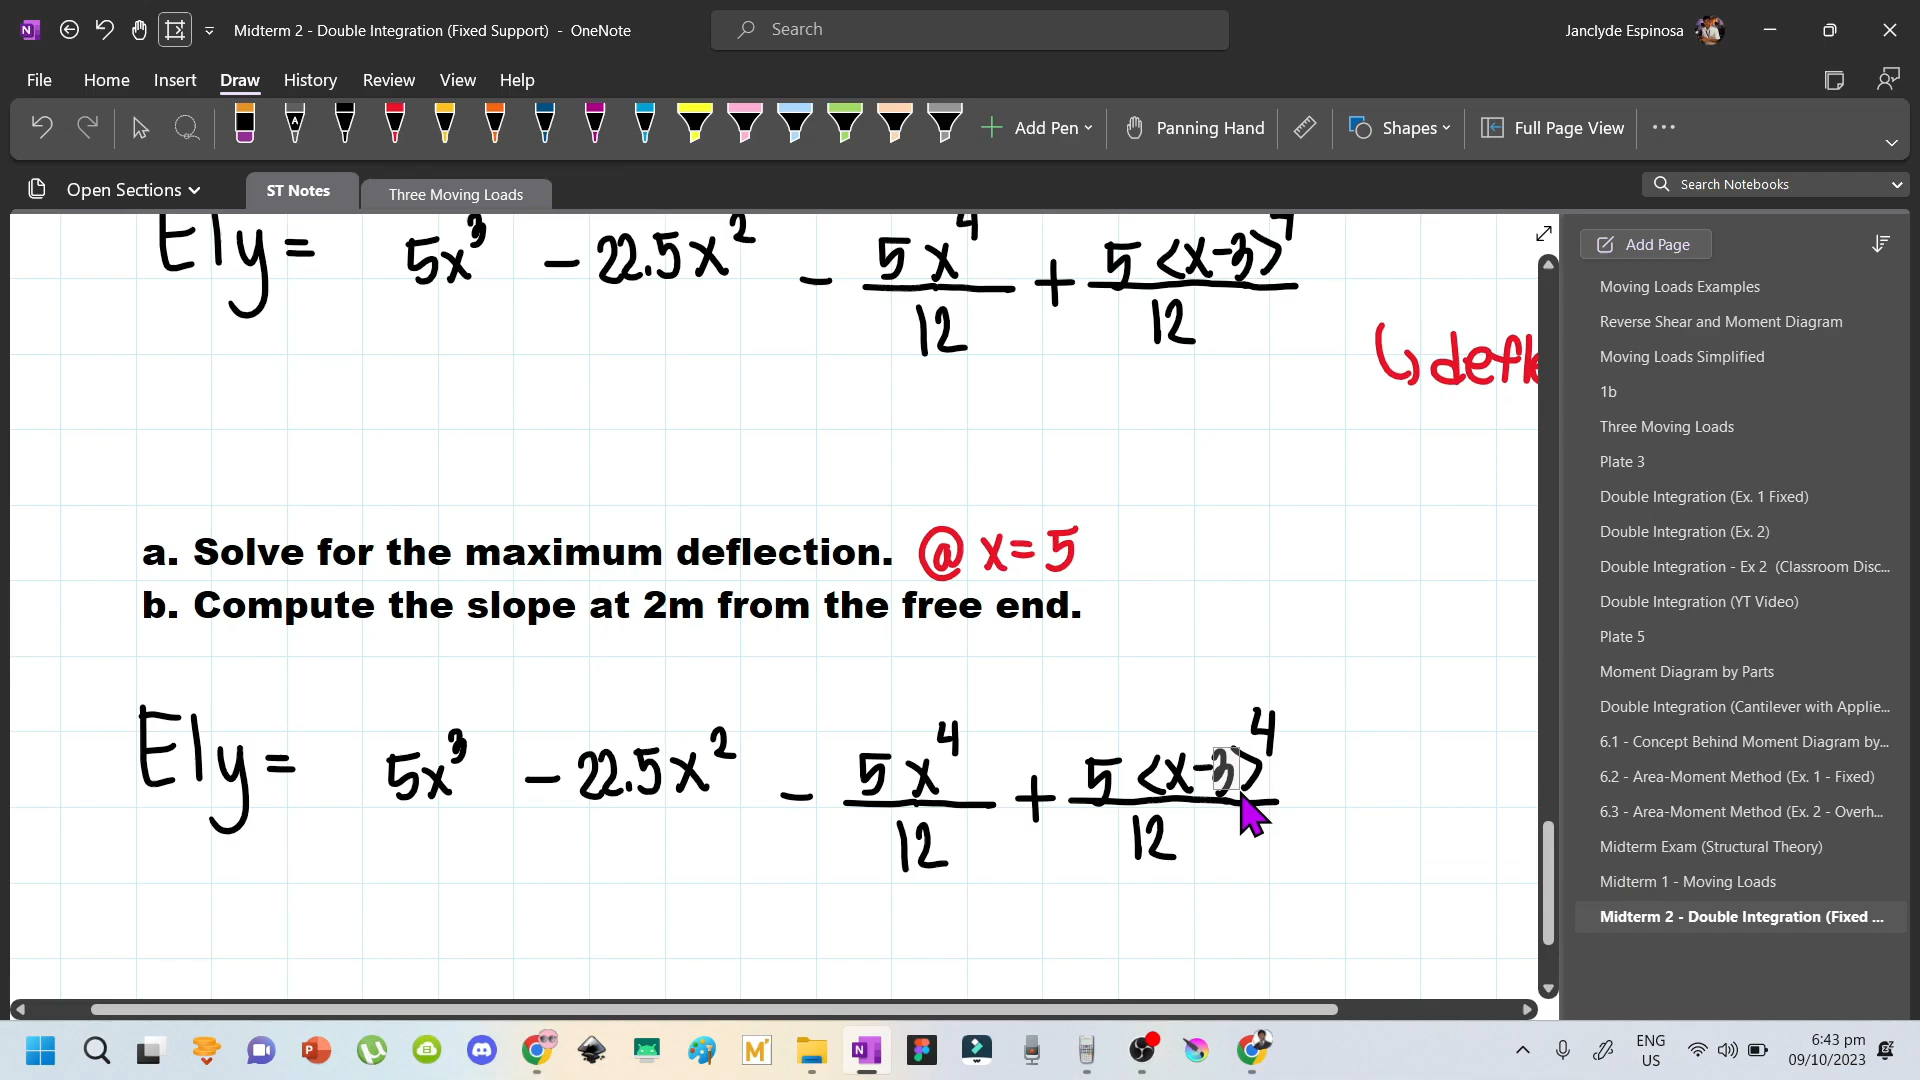 Midterm 2 - Double Integration (Fixed Support) - OneNote
Search
Janclyde Espinosa
File Home Insert Draw History Review View Help
Add Pen Panning Hand Shapes Full Page View
Open Sections ST Notes Three Moving Loads Search Notebooks
EIy = 5x³ - 22.5x² - 5x⁴/12 + 5<x-3>⁴/12
↳ defle
a. Solve for the maximum deflection. @ x=5
b. Compute the slope at 2m from the free end.
EIy = 5x³ - 22.5x² - 5x⁴/12 + 5<x-3>⁴/12
Add Page
Moving Loads Examples
Reverse Shear and Moment Diagram
Moving Loads Simplified
1b
Three Moving Loads
Plate 3
Double Integration (Ex. 1 Fixed)
Double Integration (Ex. 2)
Double Integration - Ex 2 (Classroom Disc...
Double Integration (YT Video)
Plate 5
Moment Diagram by Parts
Double Integration (Cantilever with Applie...
6.1 - Concept Behind Moment Diagram by...
6.2 - Area-Moment Method (Ex. 1 - Fixed)
6.3 - Area-Moment Method (Ex. 2 - Overh...
Midterm Exam (Structural Theory)
Midterm 1 - Moving Loads
Midterm 2 - Double Integration (Fixed ...
ENG
US
6:43 pm
09/10/2023